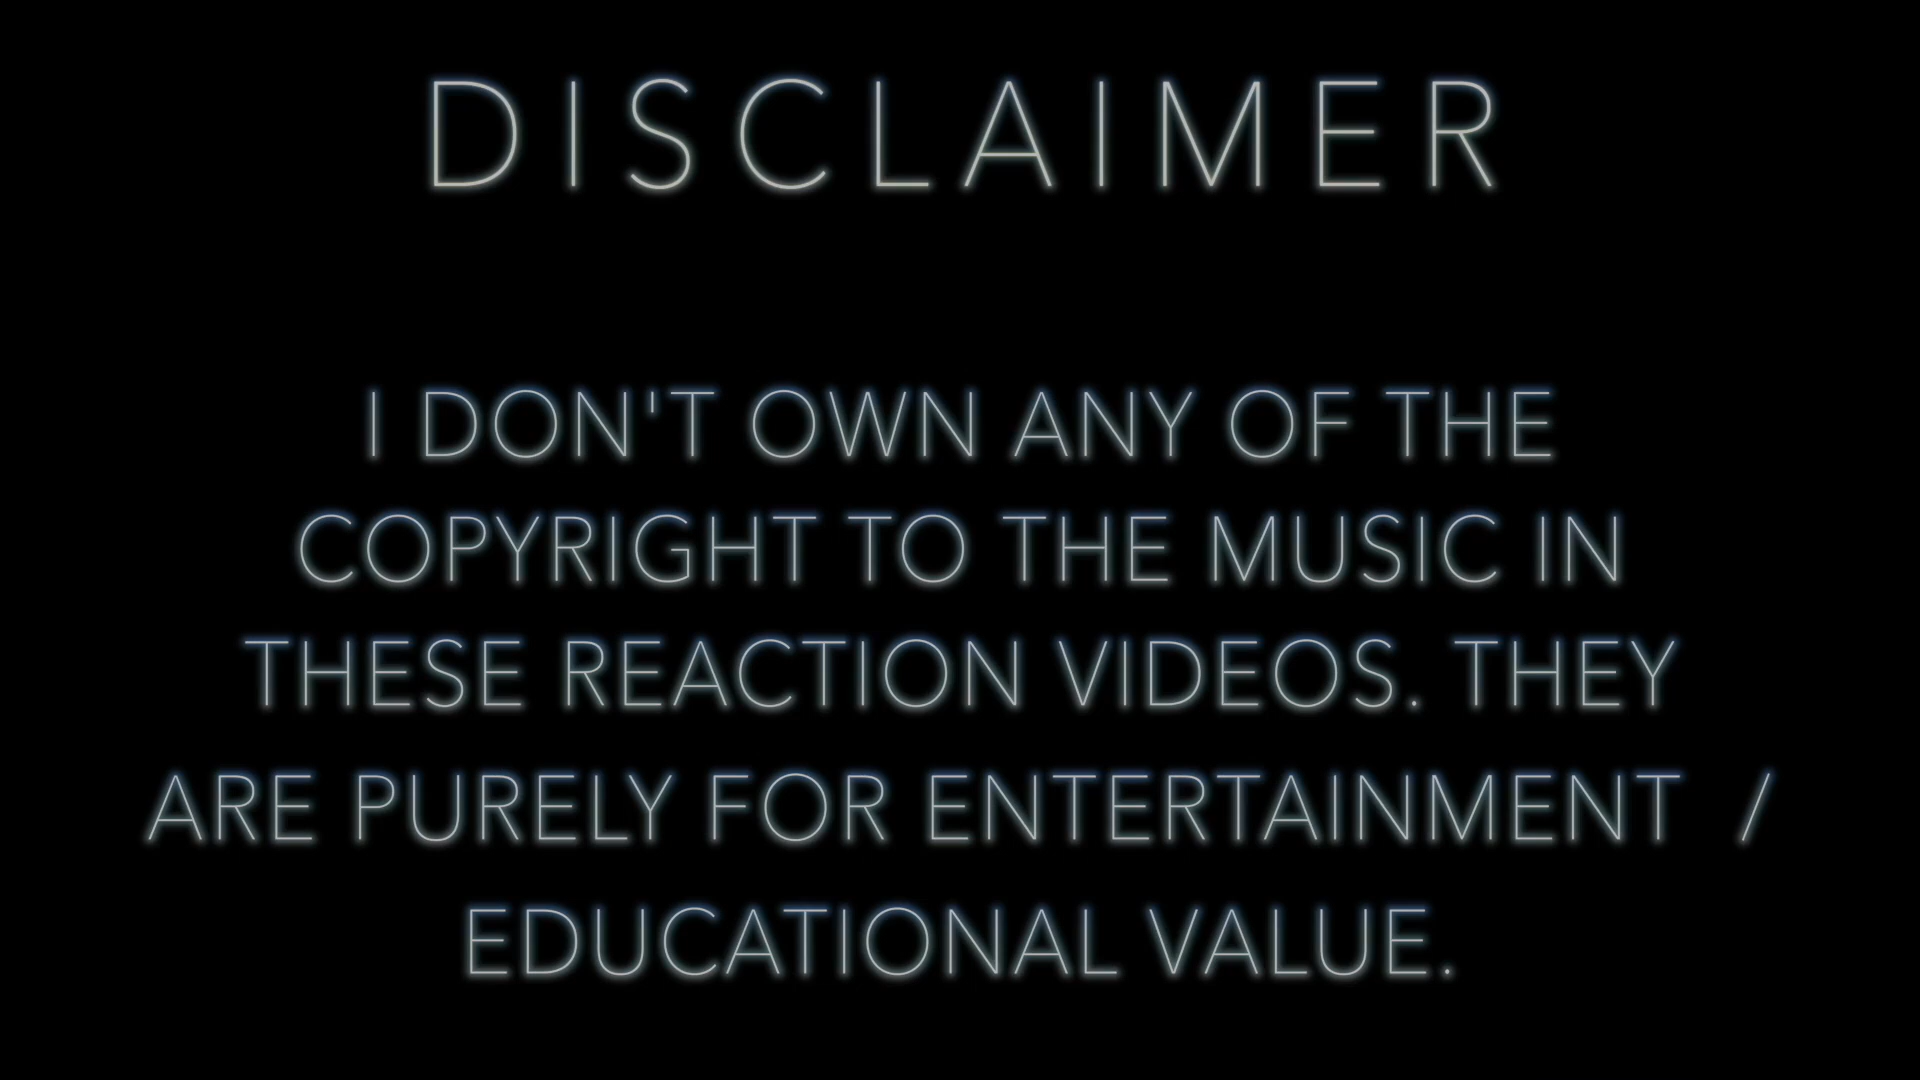 DISCLAIMER
I DON'T OWN ANY OF THE
COPYRIGHT TO THE MUSIC IN
THESE REACTION VIDEOS. THEY
ARE PURELY FOR ENTERTAINMENT /
EDUCATIONAL VALUE.